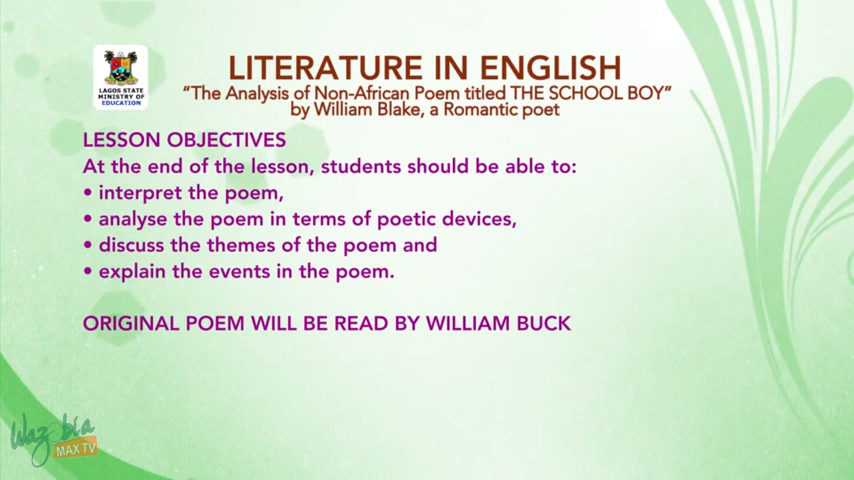 LAGOS STATE
MINISTRY OF
EDUCATION
LITERATURE IN ENGLISH
“The Analysis of Non-African Poem titled THE SCHOOL BOY”
by William Blake, a Romantic poet
LESSON OBJECTIVES
At the end of the lesson, students should be able to:
• interpret the poem,
• analyse the poem in terms of poetic devices,
• discuss the themes of the poem and
• explain the events in the poem.
ORIGINAL POEM WILL BE READ BY WILLIAM BUCK
Wazobia
MAX TV